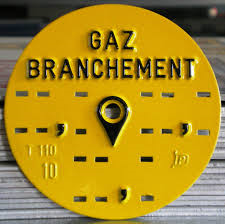 GAZ
BRANCHEMENT
,
,
T-110
10
,